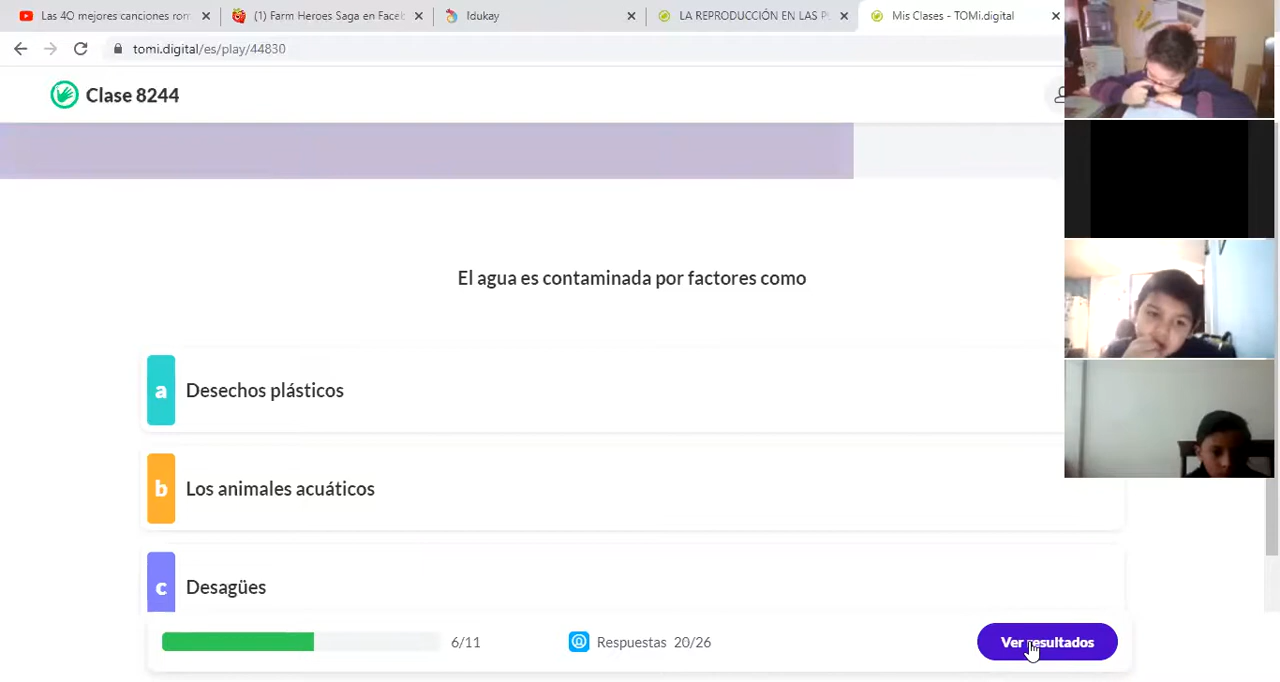 Las 40 mejores canciones rom
(1) Farm Heroes Saga en Faceb
Idukay
LA REPRODUCCIÓN EN LAS PL
Mis Clases - TOMi.digital
tomi.digital/es/play/44830
Clase 8244
El agua es contaminada por factores como
a Desechos plásticos
b Los animales acuáticos
c Desagües
6/11
Respuestas 20/26
Ver resultados